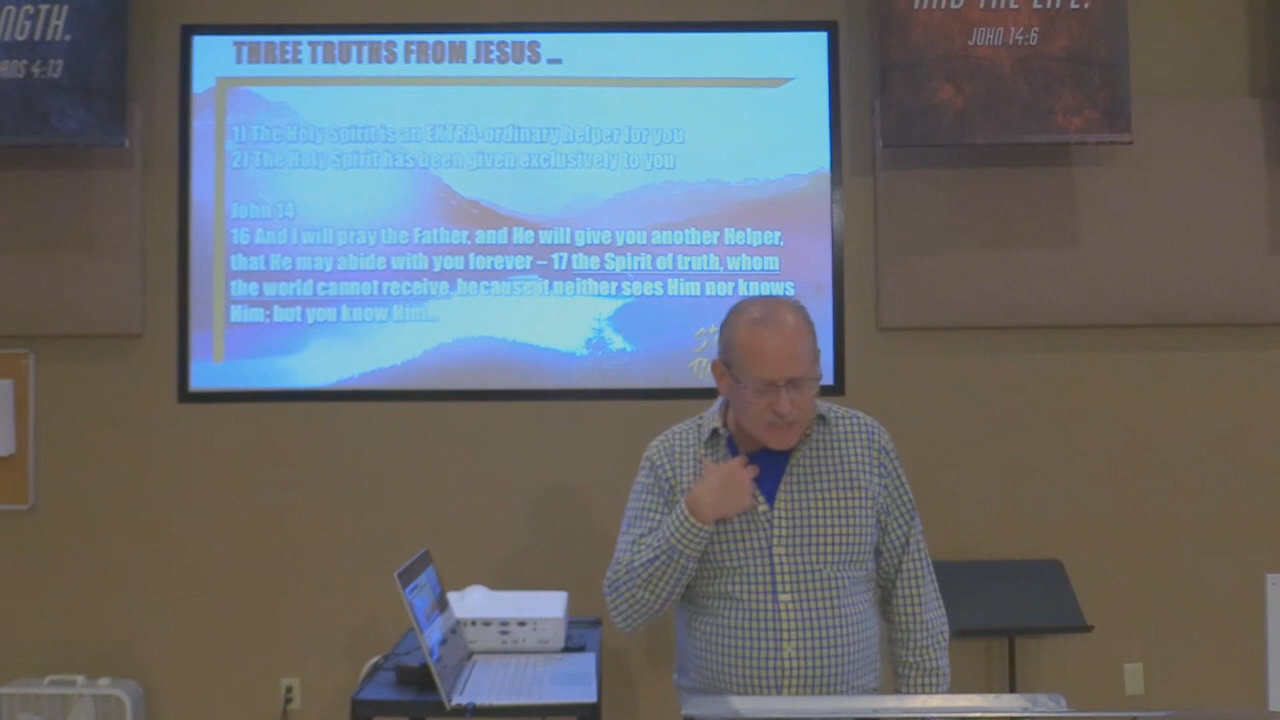 NGTH.
ANS 4:13
AND THE LIFE.
JOHN 14:6
THREE TRUTHS FROM JESUS ...
1) The Holy Spirit is an EXTRA-ordinary helper for you
2) The Holy Spirit has been given exclusively to you
John 14
16 And I will pray the Father, and He will give you another Helper,
that He may abide with you forever – 17 the Spirit of truth, whom
the world cannot receive, because it neither sees Him nor knows
Him; but you know Him...